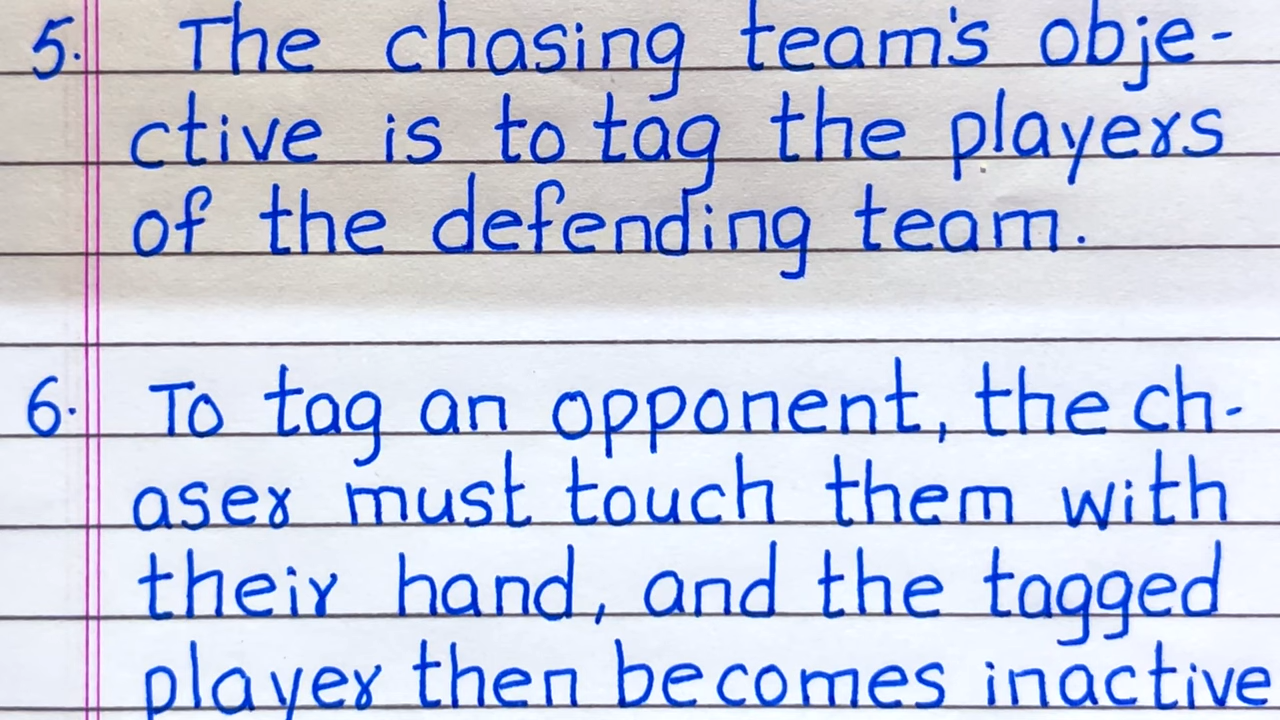 5. The chasing team's obje-
ctive is to tag the players
of the defending team.
6. To tag an opponent, the ch-
aser must touch them with
their hand, and the tagged
player then becomes inactive